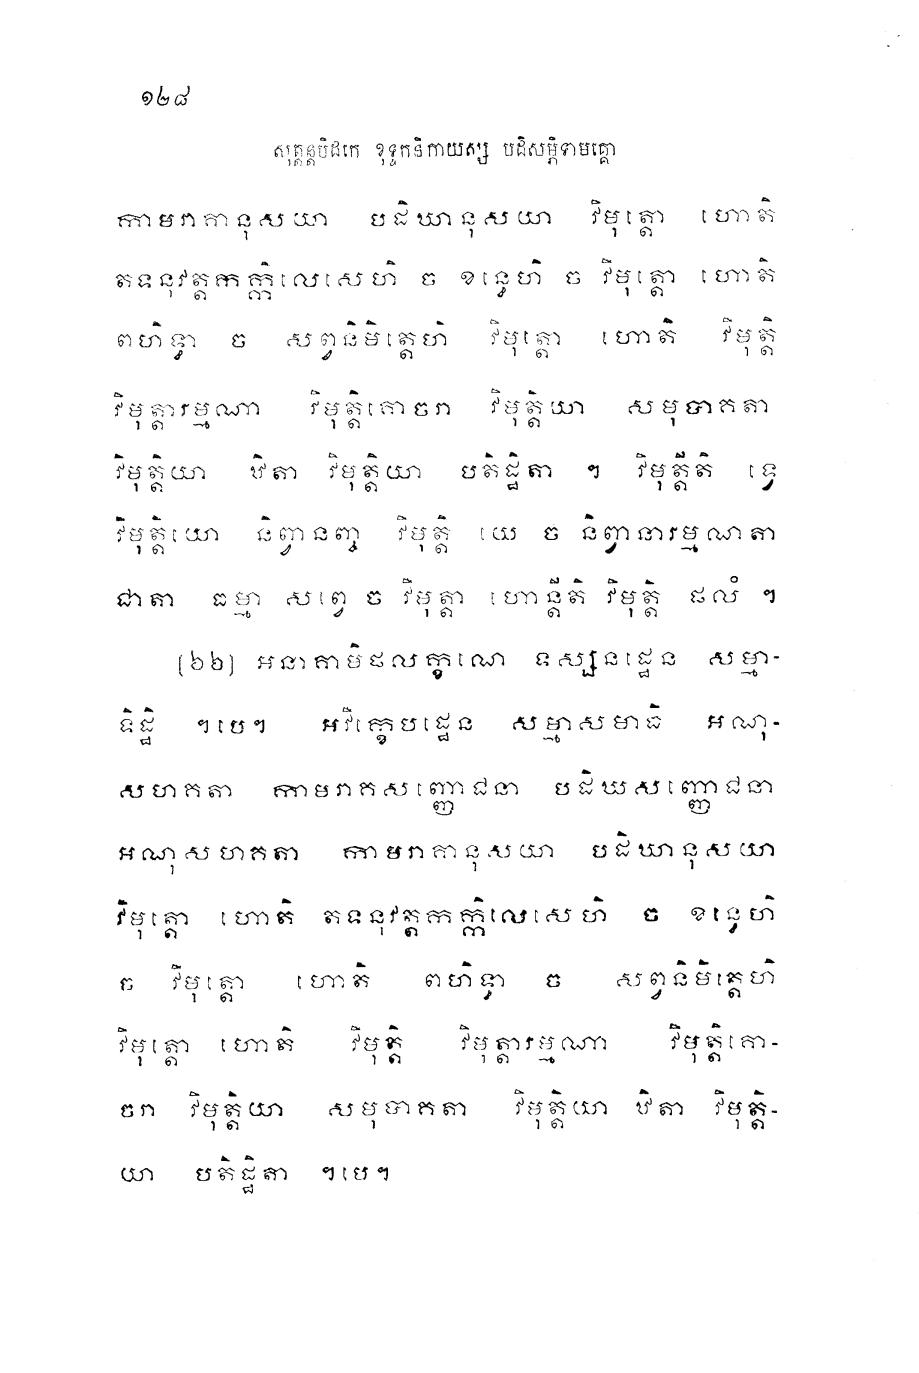 ១២៨
សុត្តន្តបិដកេ ខុទ្ទកនិកាយស្ស បដិសម្ភិទាមគ្គោ
កាមរាគានុសយា បដិឃានុសយា វិមុត្តោ ហោតិ
តទនុវត្តកក្កិលេសេហិ ច ខន្ធេហិ ច វិមុត្តោ ហោតិ
ពហិទ្ធា ច សព្វនិមិត្តេហិ វិមុត្តោ ហោតិ វិមុត្តិ
វិមុត្តារម្មណា វិមុត្តិគោចរា វិមុត្តិយា សមុទាគតា
វិមុត្តិយា ឋិតា វិមុត្តិយា បតិដ្ឋិតា ។ វិមុត្តីតិ ទ្វេ
វិមុត្តិយោ និព្វានញ្ច វិមុត្តិ យេ ច និព្វានារម្មណតា
ជាតា ធម្មា សព្វេ ច វិមុត្តា ហោន្តីតិ វិមុត្តិ ផលំ ។
[៦៦] អនាគាមិផលក្ខណេ ទស្សនដ្ឋេន សម្មា-
ទិដ្ឋិ ។បេ។ អវិក្ខេបដ្ឋេន សម្មាសមាធិ អណុ-
សហគតា កាមរាគសញ្ញោជនា បដិឃសញ្ញោជនា
អណុសហគតា កាមរាគានុសយា បដិឃានុសយា
វិមុត្តោ ហោតិ តទនុវត្តកក្កិលេសេហិ ច ខន្ធេហិ
ច វិមុត្តោ ហោតិ ពហិទ្ធា ច សព្វនិមិត្តេហិ
វិមុត្តោ ហោតិ វិមុត្តិ វិមុត្តារម្មណា វិមុត្តិគោ-
ចរា វិមុត្តិយា សមុទាគតា វិមុត្តិយា ឋិតា វិមុត្តិ-
យា បតិដ្ឋិតា ។បេ។